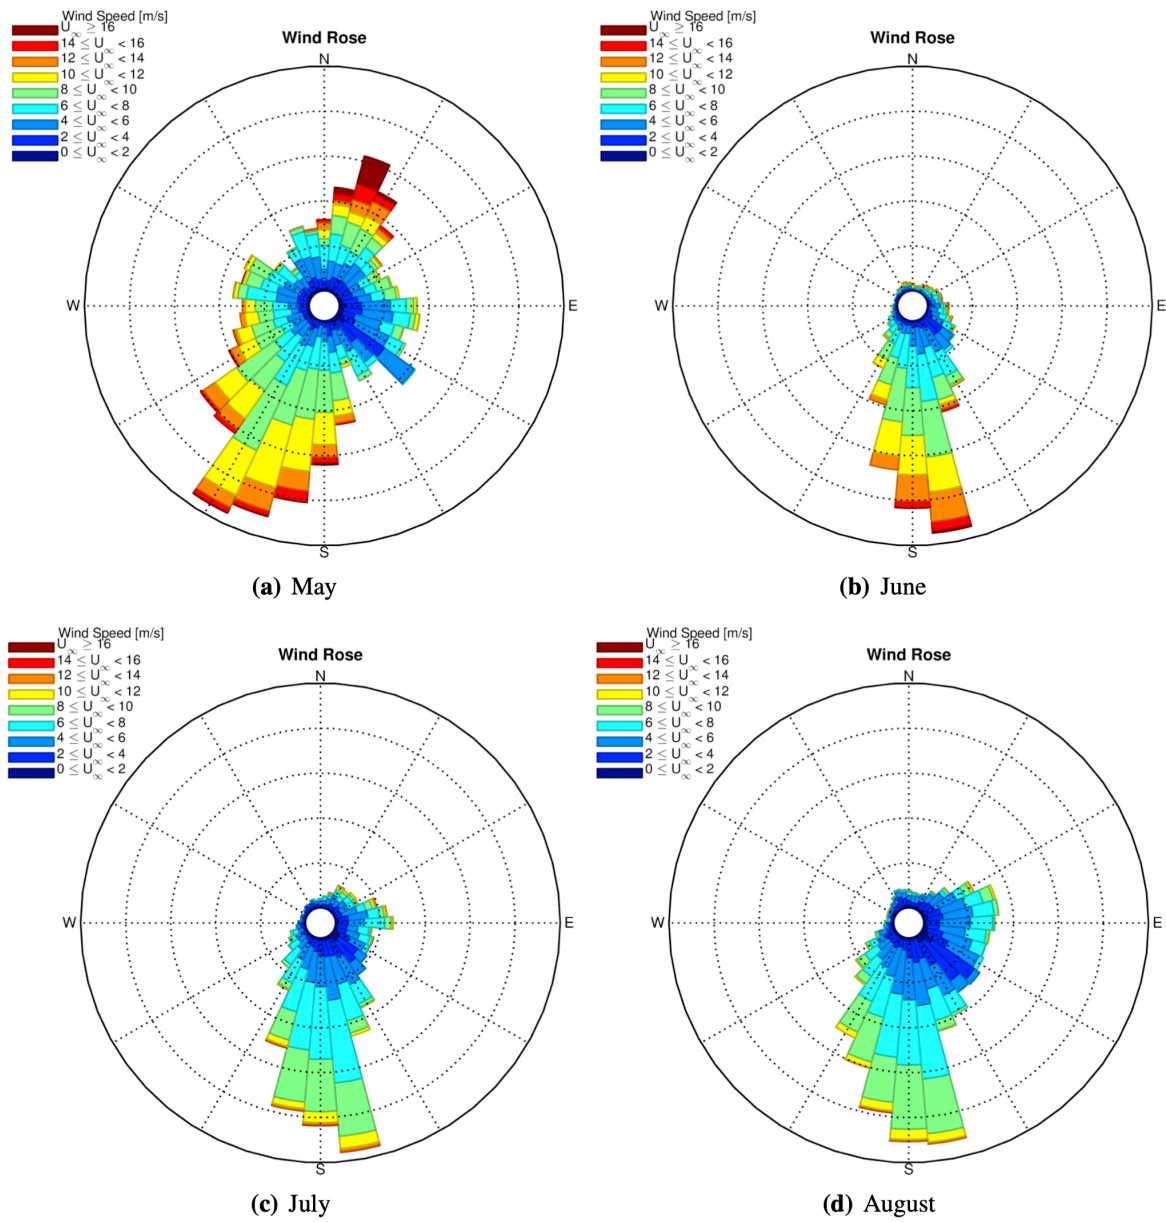 Wind Speed [m/s]
U∞ ≥ 16
14 ≤ U∞ < 16
12 ≤ U∞ < 14
10 ≤ U∞ < 12
8 ≤ U∞ < 10
6 ≤ U∞ < 8
4 ≤ U∞ < 6
2 ≤ U∞ < 4
0 ≤ U∞ < 2
Wind Rose
N
W
E
S
(a) May
Wind Speed [m/s]
U∞ ≥ 16
14 ≤ U∞ < 16
12 ≤ U∞ < 14
10 ≤ U∞ < 12
8 ≤ U∞ < 10
6 ≤ U∞ < 8
4 ≤ U∞ < 6
2 ≤ U∞ < 4
0 ≤ U∞ < 2
Wind Rose
N
W
E
S
(b) June
Wind Speed [m/s]
U∞ ≥ 16
14 ≤ U∞ < 16
12 ≤ U∞ < 14
10 ≤ U∞ < 12
8 ≤ U∞ < 10
6 ≤ U∞ < 8
4 ≤ U∞ < 6
2 ≤ U∞ < 4
0 ≤ U∞ < 2
Wind Rose
N
W
E
S
(c) July
Wind Speed [m/s]
U∞ ≥ 16
14 ≤ U∞ < 16
12 ≤ U∞ < 14
10 ≤ U∞ < 12
8 ≤ U∞ < 10
6 ≤ U∞ < 8
4 ≤ U∞ < 6
2 ≤ U∞ < 4
0 ≤ U∞ < 2
Wind Rose
N
W
E
S
(d) August